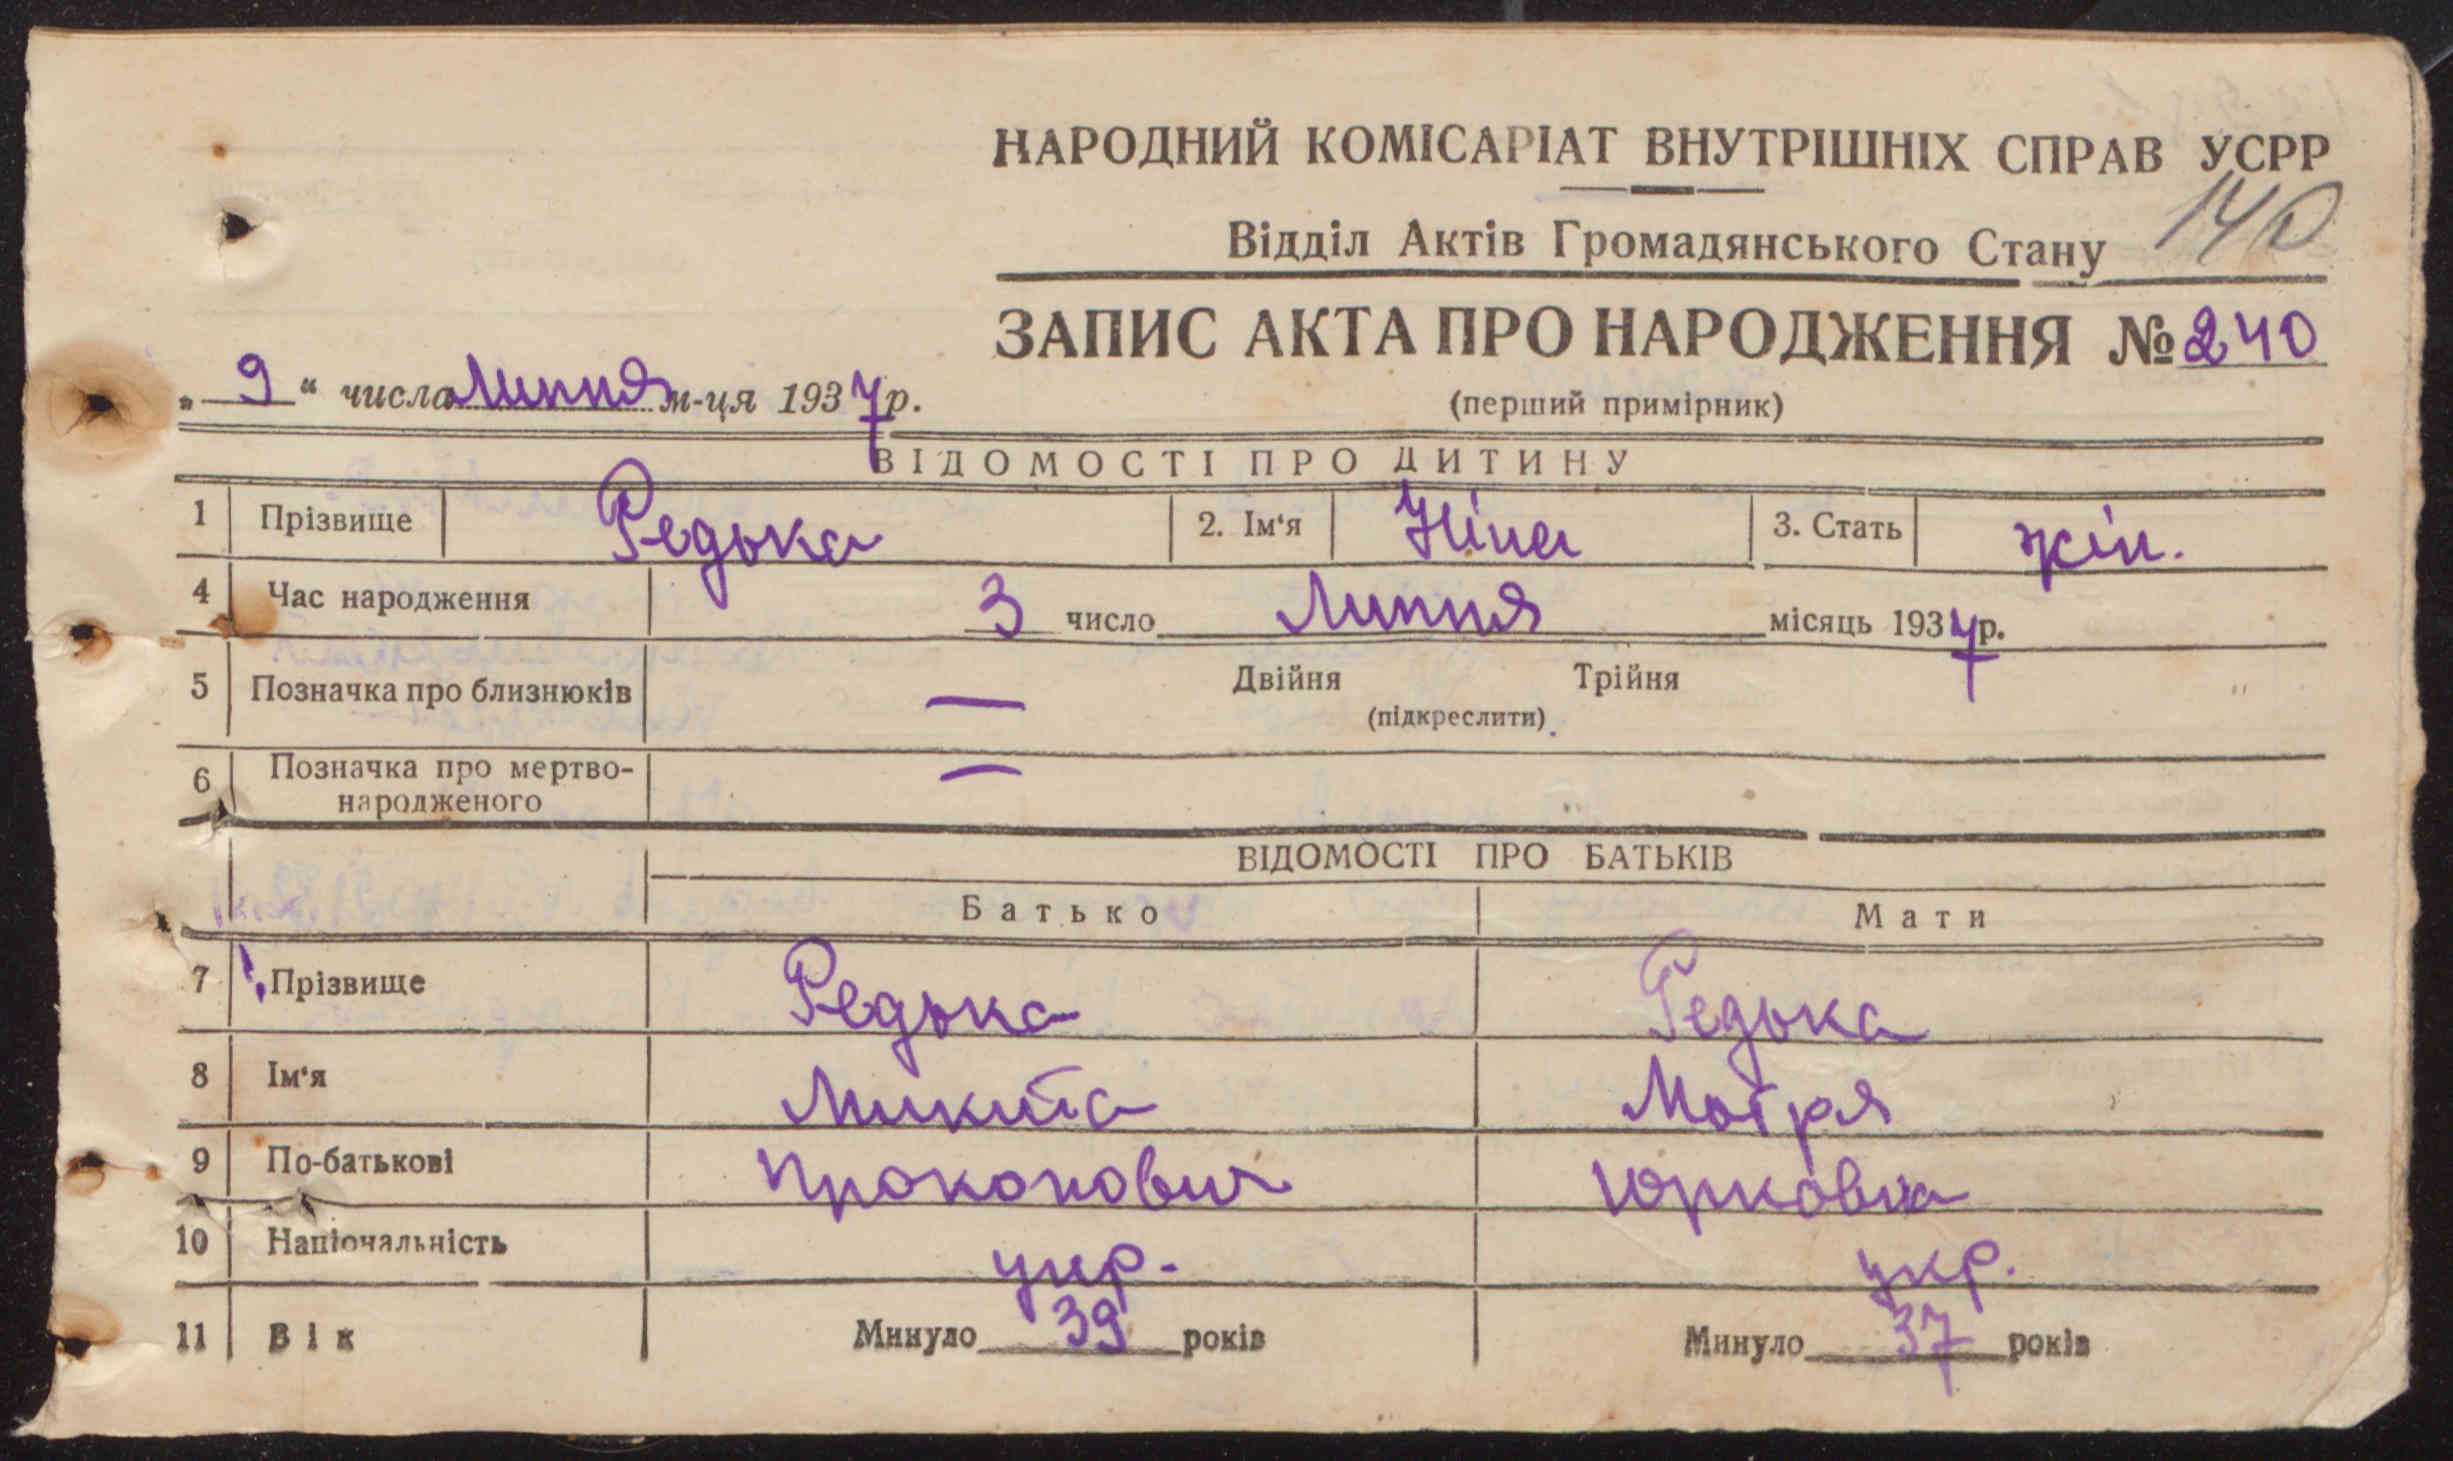 НАРОДНИЙ КОМІСАРІАТ ВНУТРІШНІХ СПРАВ УСРР
Відділ Актів Громадянського Стану 140
ЗАПИС АКТА ПРО НАРОДЖЕННЯ № 240
„ 9 “ числа Липня м-ця 1937 р.
(перший примірник)
ВІДОМОСТІ ПРО ДИТИНУ
1 Прізвище Редька 2. Ім‘я Ніна 3. Стать жін.
4 Час народження 3 число Липня місяць 1937 р.
5 Позначка про близнюків — Двійня Трійня
(підкреслити)
6 Позначка про мертво-
народженого —
ВІДОМОСТІ ПРО БАТЬКІВ
Батько Мати
7 Прізвище Редька Редька
8 Ім‘я Микита Мотря
9 По-батькові Прокопович Юрковна
10 Національність укр. укр.
11 Вік Минуло 39 років Минуло 37 років